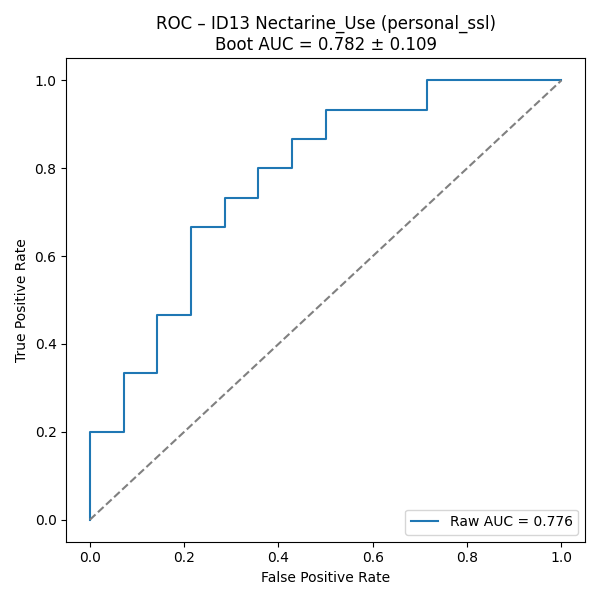 ROC – ID13 Nectarine_Use (personal_ssl)
Boot AUC = 0.782 ± 0.109
True Positive Rate
1.0
0.8
0.6
0.4
0.2
0.0
Raw AUC = 0.776
0.0 0.2 0.4 0.6 0.8 1.0
False Positive Rate